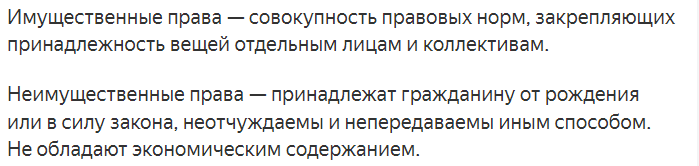 Имущественные права — совокупность правовых норм, закрепляющих
принадлежность вещей отдельным лицам и коллективам.
Неимущественные права — принадлежат гражданину от рождения
или в силу закона, неотчуждаемы и непередаваемы иным способом.
Не обладают экономическим содержанием.